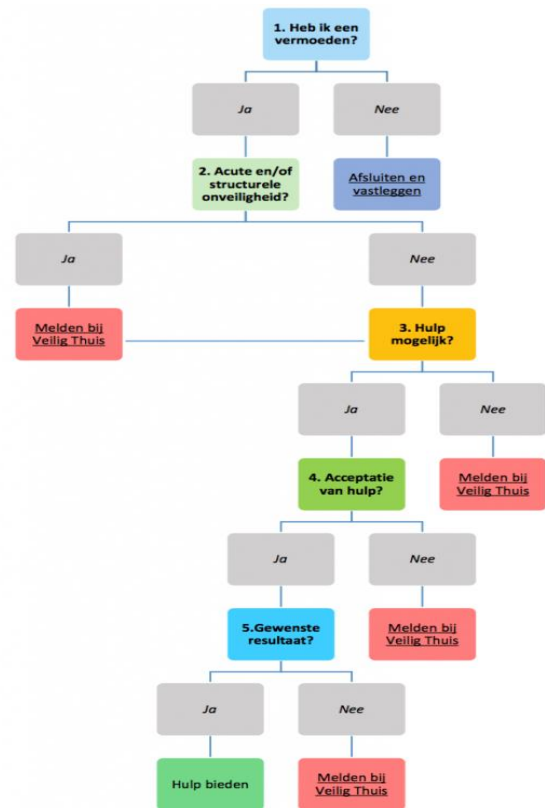 1. Heb ik een
vermoeden?
Ja
Nee
2. Acute en/of
structurele
onveiligheid?
Afsluiten en
vastleggen
Ja
Nee
Melden bij
Veilig Thuis
3. Hulp
mogelijk?
Ja
Nee
4. Acceptatie
van hulp?
Melden bij
Veilig Thuis
Ja
Nee
5.Gewenste
resultaat?
Melden bij
Veilig Thuis
Ja
Nee
Hulp bieden
Melden bij
Veilig Thuis